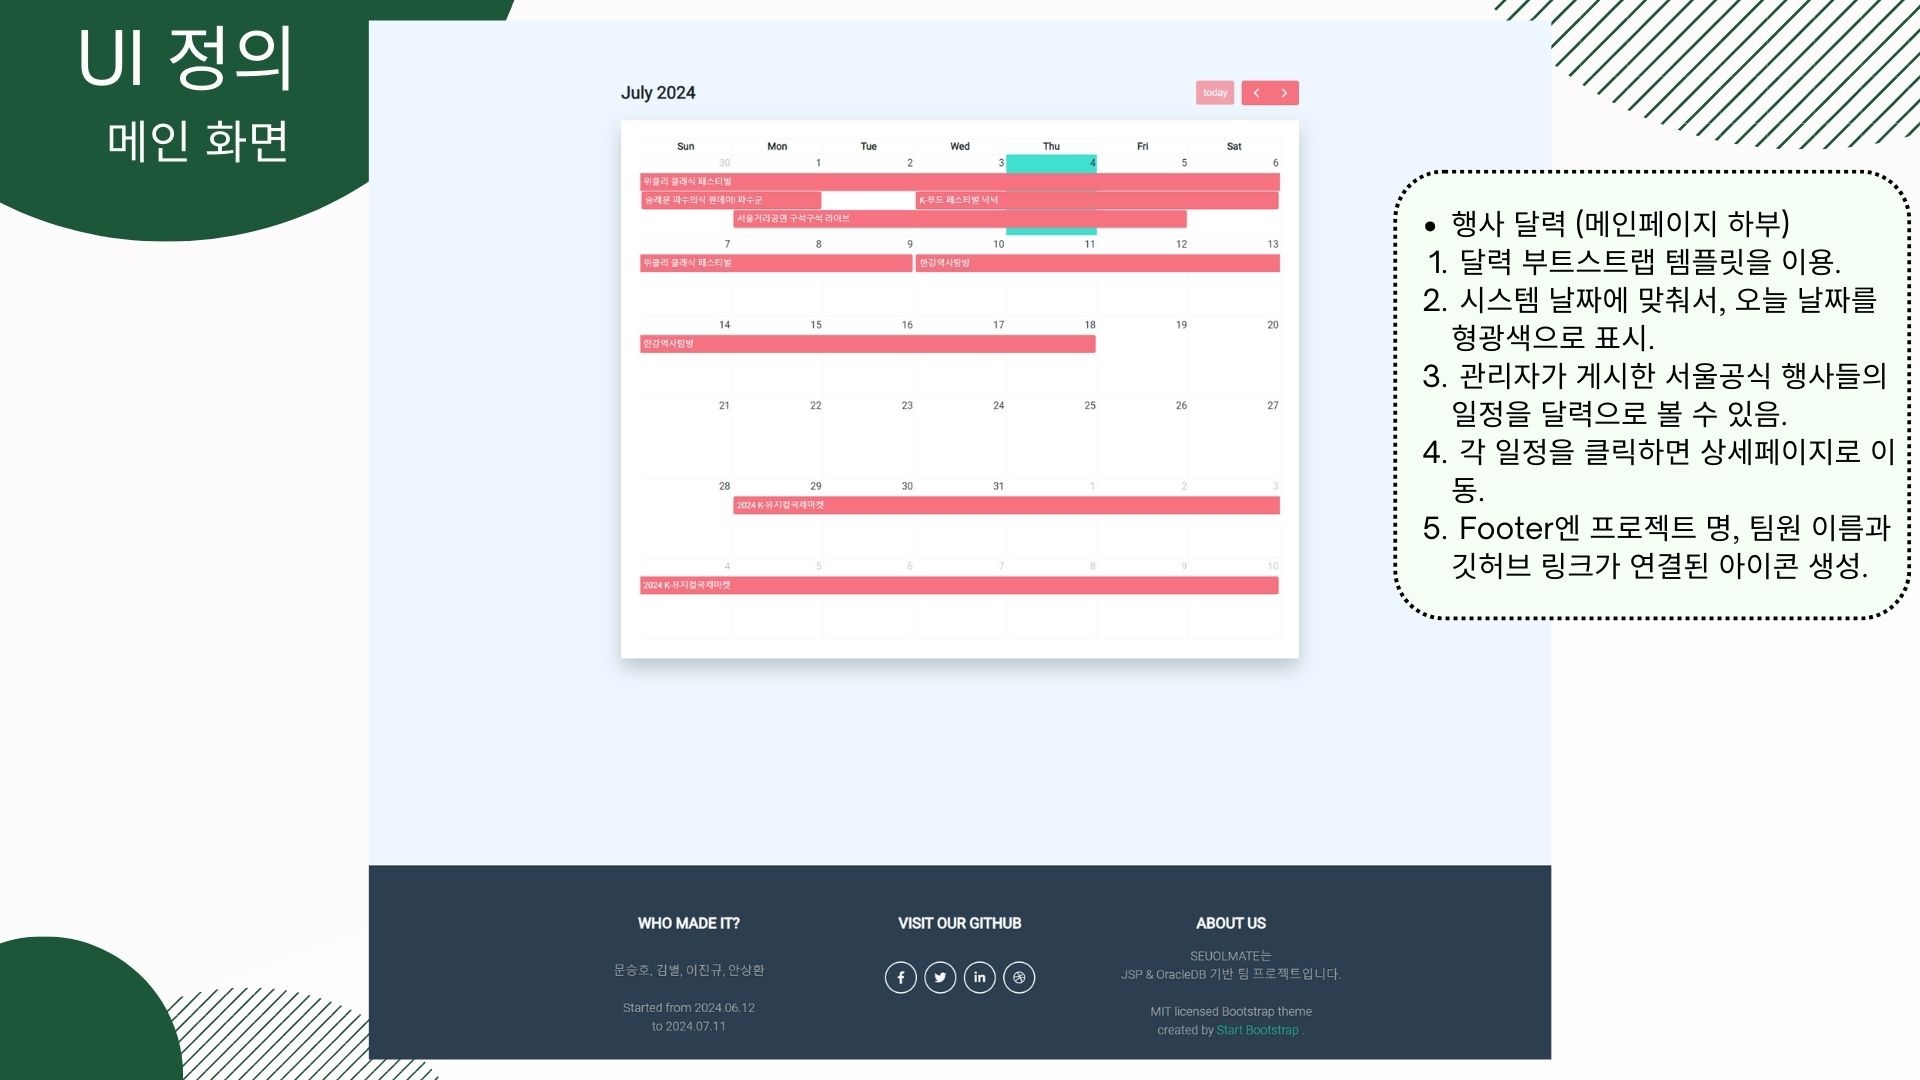 UI 정의
메인 화면
July 2024
today
Sun Mon Tue Wed Thu Fri Sat
30 1 2 3 4 5 6
위클리 클래식 페스티벌
숭례문 파수의식 원데이! 파수군 K-푸드 페스티벌 넉넉
서울거리공연 구석구석 라이브
7 8 9 10 11 12 13
위클리 클래식 페스티벌 한강역사탐방
14 15 16 17 18 19 20
한강역사탐방
21 22 23 24 25 26 27
28 29 30 31 1 2 3
2024 K-뮤지컬국제마켓
4 5 6 7 8 9 10
2024 K-뮤지컬국제마켓
• 행사 달력 (메인페이지 하부)
1. 달력 부트스트랩 템플릿을 이용.
2. 시스템 날짜에 맞춰서, 오늘 날짜를
형광색으로 표시.
3. 관리자가 게시한 서울공식 행사들의
일정을 달력으로 볼 수 있음.
4. 각 일정을 클릭하면 상세페이지로 이
동.
5. Footer엔 프로젝트 명, 팀원 이름과
깃허브 링크가 연결된 아이콘 생성.
WHO MADE IT?
문승호, 김별, 이진규, 안상환
Started from 2024.06.12
to 2024.07.11
VISIT OUR GITHUB
ABOUT US
SEUOLMATE는
JSP & OracleDB 기반 팀 프로젝트입니다.
MIT licensed Bootstrap theme
created by Start Bootstrap .